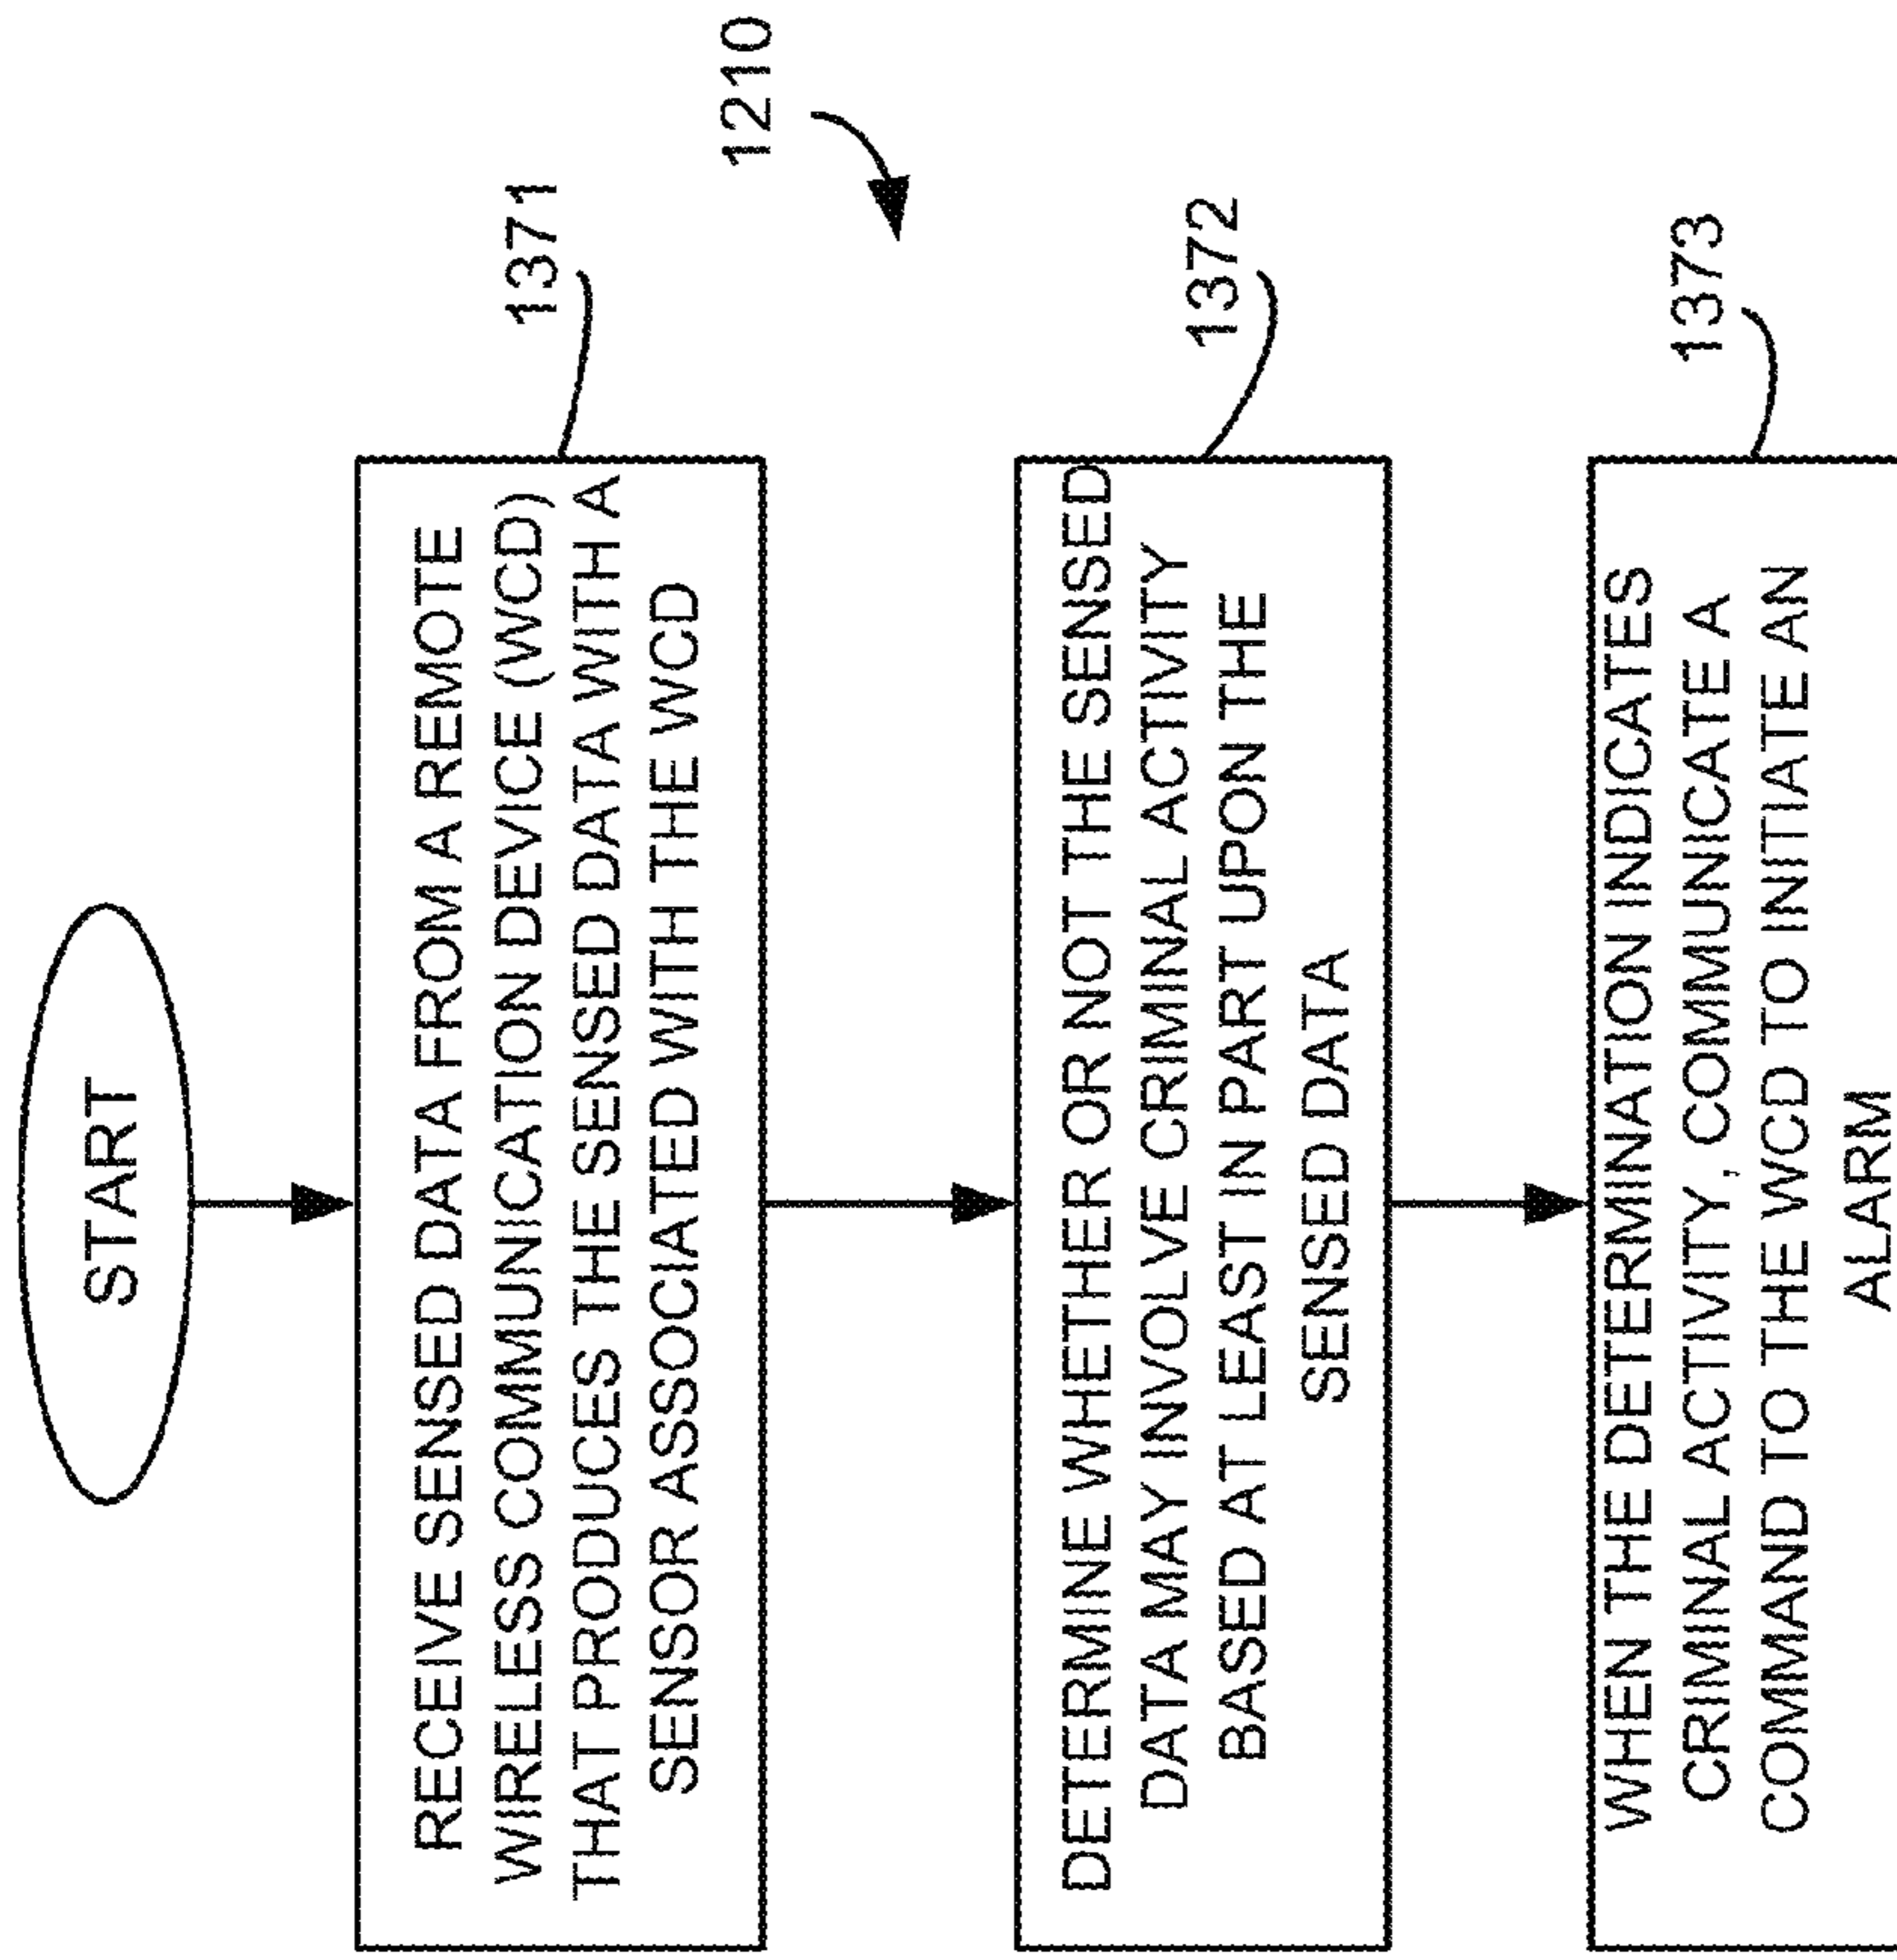 START
1210
1371
RECEIVE SENSED DATA FROM A REMOTE
WIRELESS COMMUNICATION DEVICE (WCD)
THAT PRODUCES THE SENSED DATA WITH A
SENSOR ASSOCIATED WITH THE WCD
1372
DETERMINE WHETHER OR NOT THE SENSED
DATA MAY INVOLVE CRIMINAL ACTIVITY
BASED AT LEAST IN PART UPON THE
SENSED DATA
1373
WHEN THE DETERMINATION INDICATES
CRIMINAL ACTIVITY, COMMUNICATE A
COMMAND TO THE WCD TO INITIATE AN
ALARM